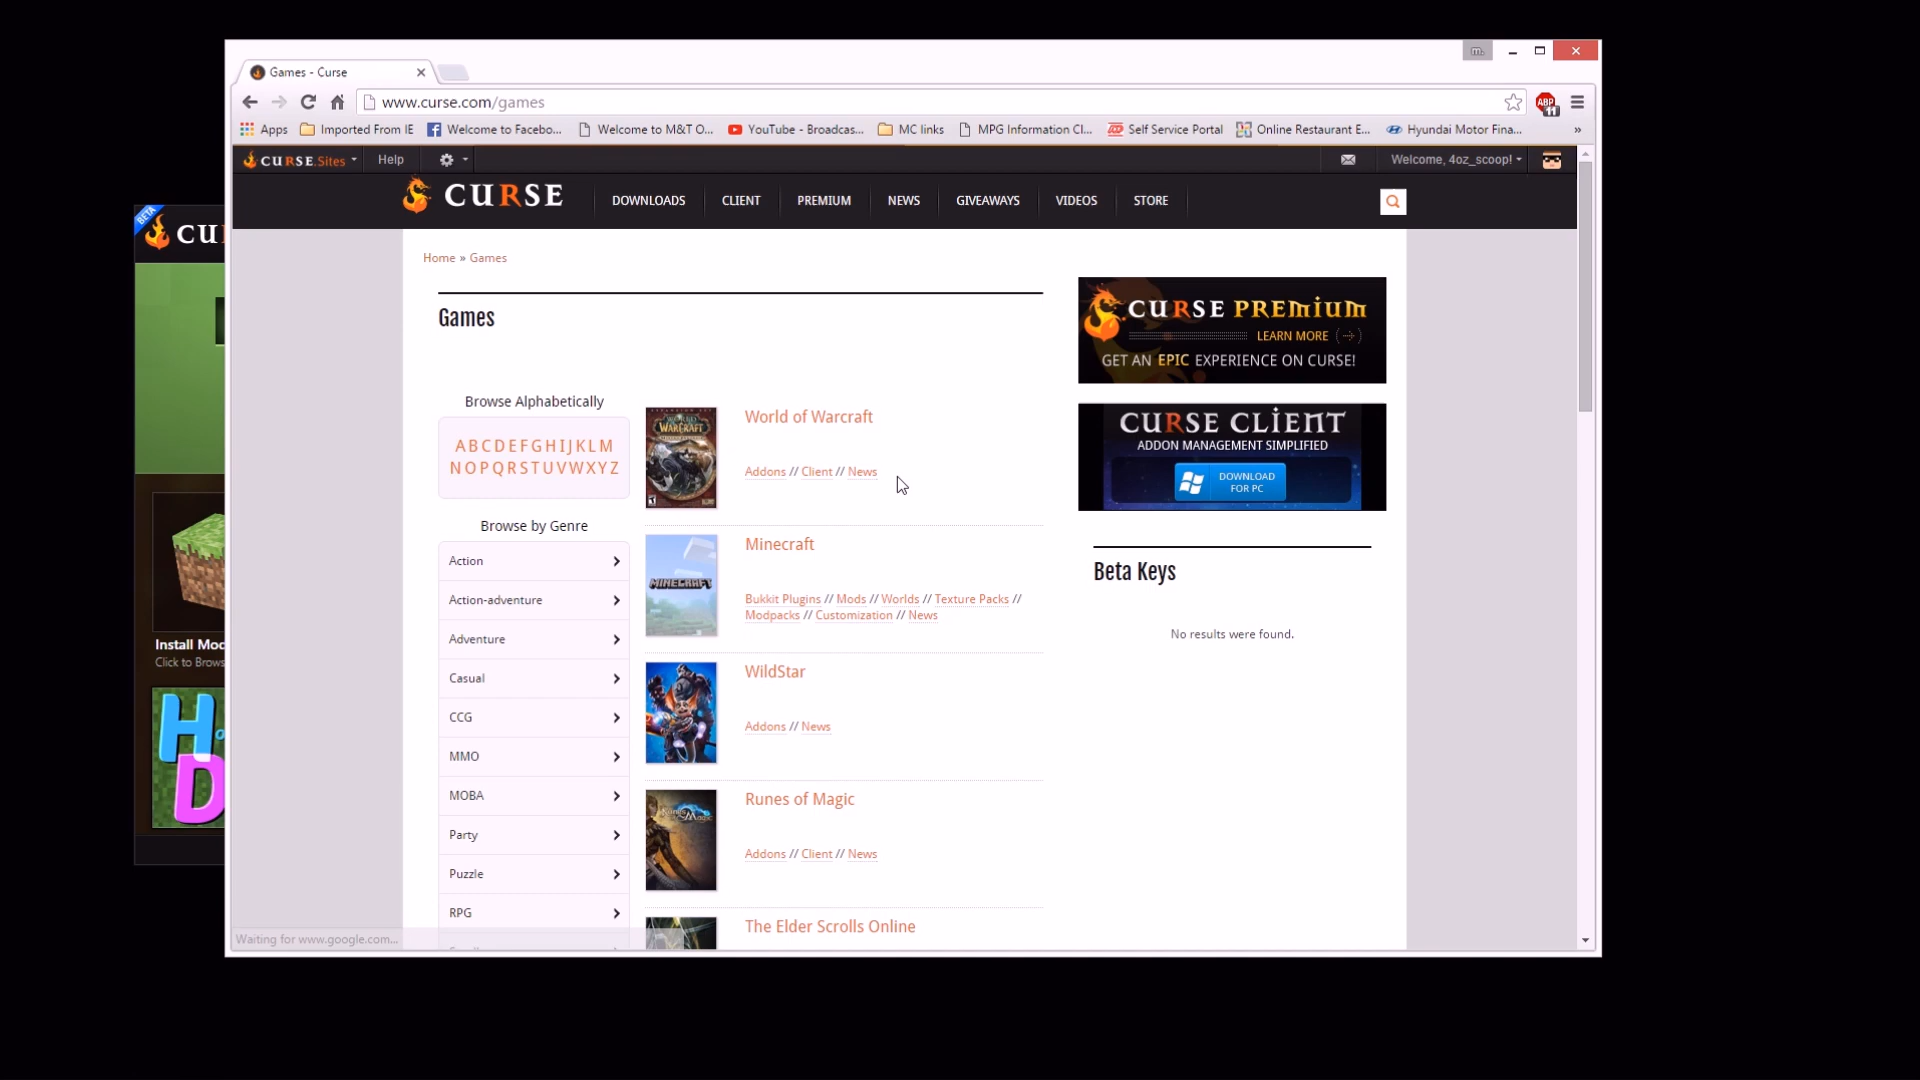 Games - Curse
www.curse.com/games
Apps Imported From IE Welcome to Facebo... Welcome to M&T O... YouTube - Broadcas... MC links MPG Information Cl... Self Service Portal Online Restaurant E... Hyundai Motor Fina... »
CURSE.Sites Help Welcome, 4oz_scoop!
CURSE DOWNLOADS CLIENT PREMIUM NEWS GIVEAWAYS VIDEOS STORE
BETA
CU
Home » Games
Games
CURSE PREMIUM
LEARN MORE
GET AN EPIC EXPERIENCE ON CURSE!
CURSE CLIENT
ADDON MANAGEMENT SIMPLIFIED
DOWNLOAD
FOR PC
Beta Keys
No results were found.
Browse Alphabetically
A B C D E F G H I J K L M
N O P Q R S T U V W X Y Z
Browse by Genre
Action
Action-adventure
Adventure
Casual
CCG
MMO
MOBA
Party
Puzzle
RPG
World of Warcraft
Addons // Client // News
WORLD
WARCRAFT
Minecraft
Bukkit Plugins // Mods // Worlds // Texture Packs //
Modpacks // Customization // News
MINECRAFT
WildStar
Addons // News
Runes of Magic
Addons // Client // News
The Elder Scrolls Online
Install Mod
Click to Brows
H
D
Waiting for www.google.com...